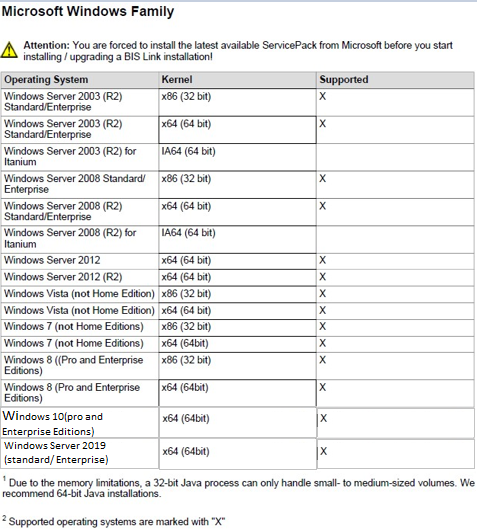 Microsoft Windows Family
Attention: You are forced to install the latest available ServicePack from Microsoft before you start
installing / upgrading a BIS Link installation!
Operating System Kernel Supported
Windows Server 2003 (R2) x86 (32 bit) X
Standard/Enterprise
Windows Server 2003 (R2) x64 (64 bit) X
Standard/Enterprise
Windows Server 2003 (R2) for IA64 (64 bit)
Itanium
Windows Server 2008 Standard/ x86 (32 bit) X
Enterprise
Windows Server 2008 (R2) x64 (64 bit) X
Standard/Enterprise
Windows Server 2008 (R2) for IA64 (64 bit)
Itanium
Windows Server 2012 x64 (64 bit) X
Windows Server 2012 (R2) x64 (64 bit) X
Windows Vista (not Home Edition) x86 (32 bit) X
Windows Vista (not Home Edition) x64 (64 bit) X
Windows 7 (not Home Editions) x86 (32 bit) X
Windows 7 (not Home Editions) x64 (64bit) X
Windows 8 ((Pro and Enterprise x86 (32 bit) X
Editions)
Windows 8 (Pro and Enterprise x64 (64bit) X
Editions)
Windows 10(pro and x64 (64bit) X
Enterprise Editions)
Windows Server 2019 x64 (64bit) X
(standard/ Enterprise)
1 Due to the memory limitations, a 32-bit Java process can only handle small- to medium-sized volumes. We
recommend 64-bit Java installations.
2 Supported operating systems are marked with "X"